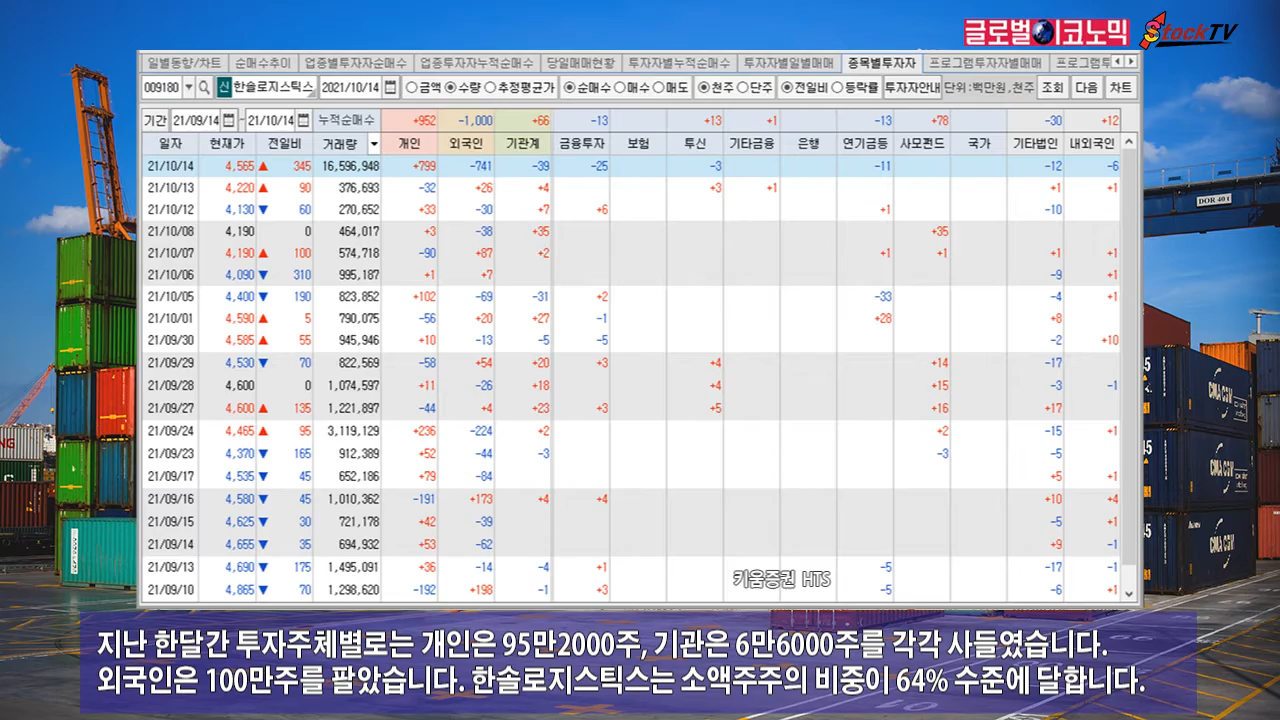 글로벌이코노믹 StockTV
일별동향/차트 순매수추이 업종별투자자순매수 업종투자자누적순매수 당일매매현황 투자자별누적순매수 투자자별일별매매 종목별투자자 프로그램투자자별매매 프로그램투
009180 신 한솔로지스틱스 2021/10/14 금액 수량 추정평균가 순매수 매수 매도 천주 단주 전일비 등락률 투자자안내 단위:백만원,천주 조회 다음 차트
기간 21/09/14 - 21/10/14 누적순매수 +952 -1,000 +66 -13 +13 +1 -13 +78 -30 +12
일자 현재가 전일비 거래량 개인 외국인 기관계 금융투자 보험 투신 기타금융 은행 연기금등 사모펀드 국가 기타법인 내외국인
21/10/14 4,565 ▲ 345 16,596,948 +799 -741 -39 -25 -3 -11 -12 -6
21/10/13 4,220 ▲ 90 376,693 -32 +26 +4 +3 +1 +1 +1
21/10/12 4,130 ▼ 60 270,652 +33 -30 +7 +6 +1 -10
21/10/08 4,190 0 464,017 +3 -38 +35 +35
21/10/07 4,190 ▲ 100 574,718 -90 +87 +2 +1 +1 +1 +1
21/10/06 4,090 ▼ 310 995,187 +1 +7 -9 +1
21/10/05 4,400 ▼ 190 823,852 +102 -69 -31 +2 -33 -4 +1
21/10/01 4,590 ▲ 5 790,075 -56 +20 +27 -1 +28 +8
21/09/30 4,585 ▲ 55 945,946 +10 -13 -5 -5 -2 +10
21/09/29 4,530 ▼ 70 822,569 -58 +54 +20 +3 +4 +14 -17
21/09/28 4,600 0 1,074,597 +11 -26 +18 +4 +15 -3 -1
21/09/27 4,600 ▲ 135 1,221,897 -44 +4 +23 +3 +5 +16 +17
21/09/24 4,465 ▲ 95 3,119,129 +236 -224 +2 +2 -15 +1
21/09/23 4,370 ▼ 165 912,389 +52 -44 -3 -3 -5
21/09/17 4,535 ▼ 45 652,186 +79 -84 +5 +1
21/09/16 4,580 ▼ 45 1,010,362 -191 +173 +4 +4 +10 +4
21/09/15 4,625 ▼ 30 721,178 +42 -39 -5 +1
21/09/14 4,655 ▼ 35 694,932 +53 -62 +9 -1
21/09/13 4,690 ▼ 175 1,495,091 +36 -14 -4 +1 -5 -17 -1
21/09/10 4,865 ▼ 70 1,298,620 -192 +198 -1 +3 -5 -6 +1
키움증권 HTS
DOR 40 t
CMA CGM
CMA CGM
CMA CGM
지난 한달간 투자주체별로는 개인은 95만2000주, 기관은 6만6000주를 각각 사들였습니다.
외국인은 100만주를 팔았습니다. 한솔로지스틱스는 소액주주의 비중이 64% 수준에 달합니다.